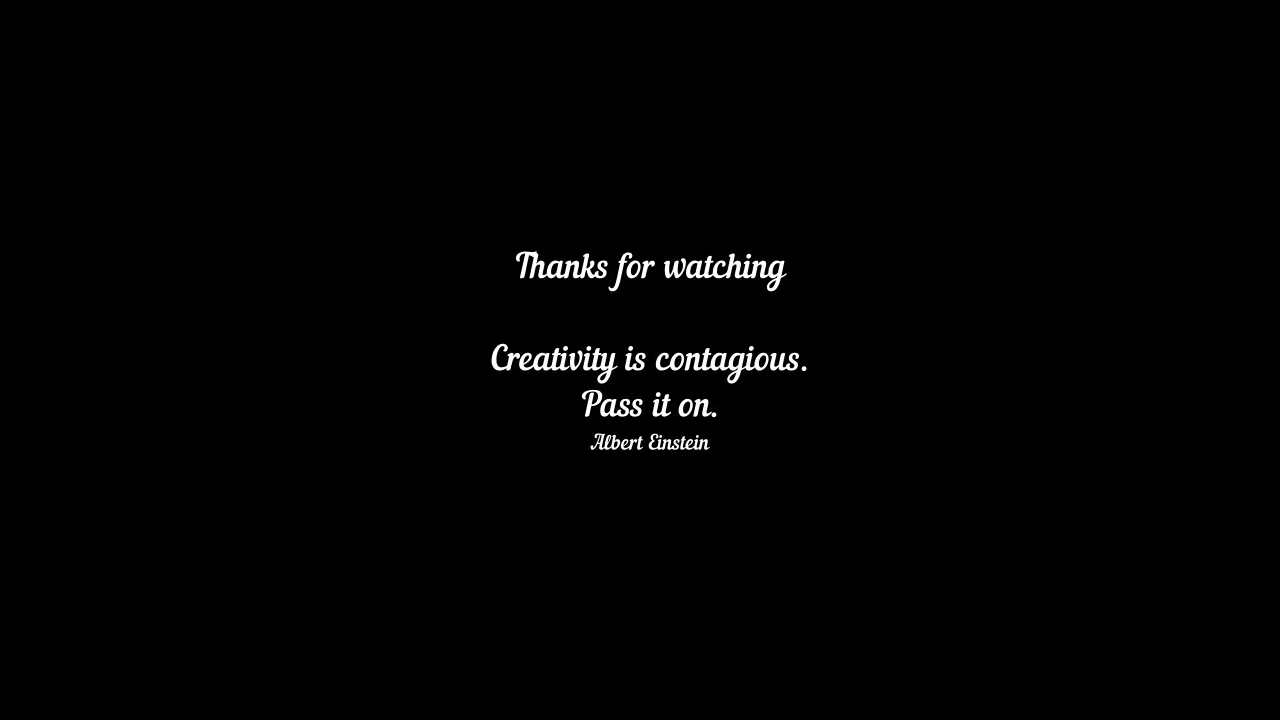 Thanks for watching
Creativity is contagious.
Pass it on.
Albert Einstein